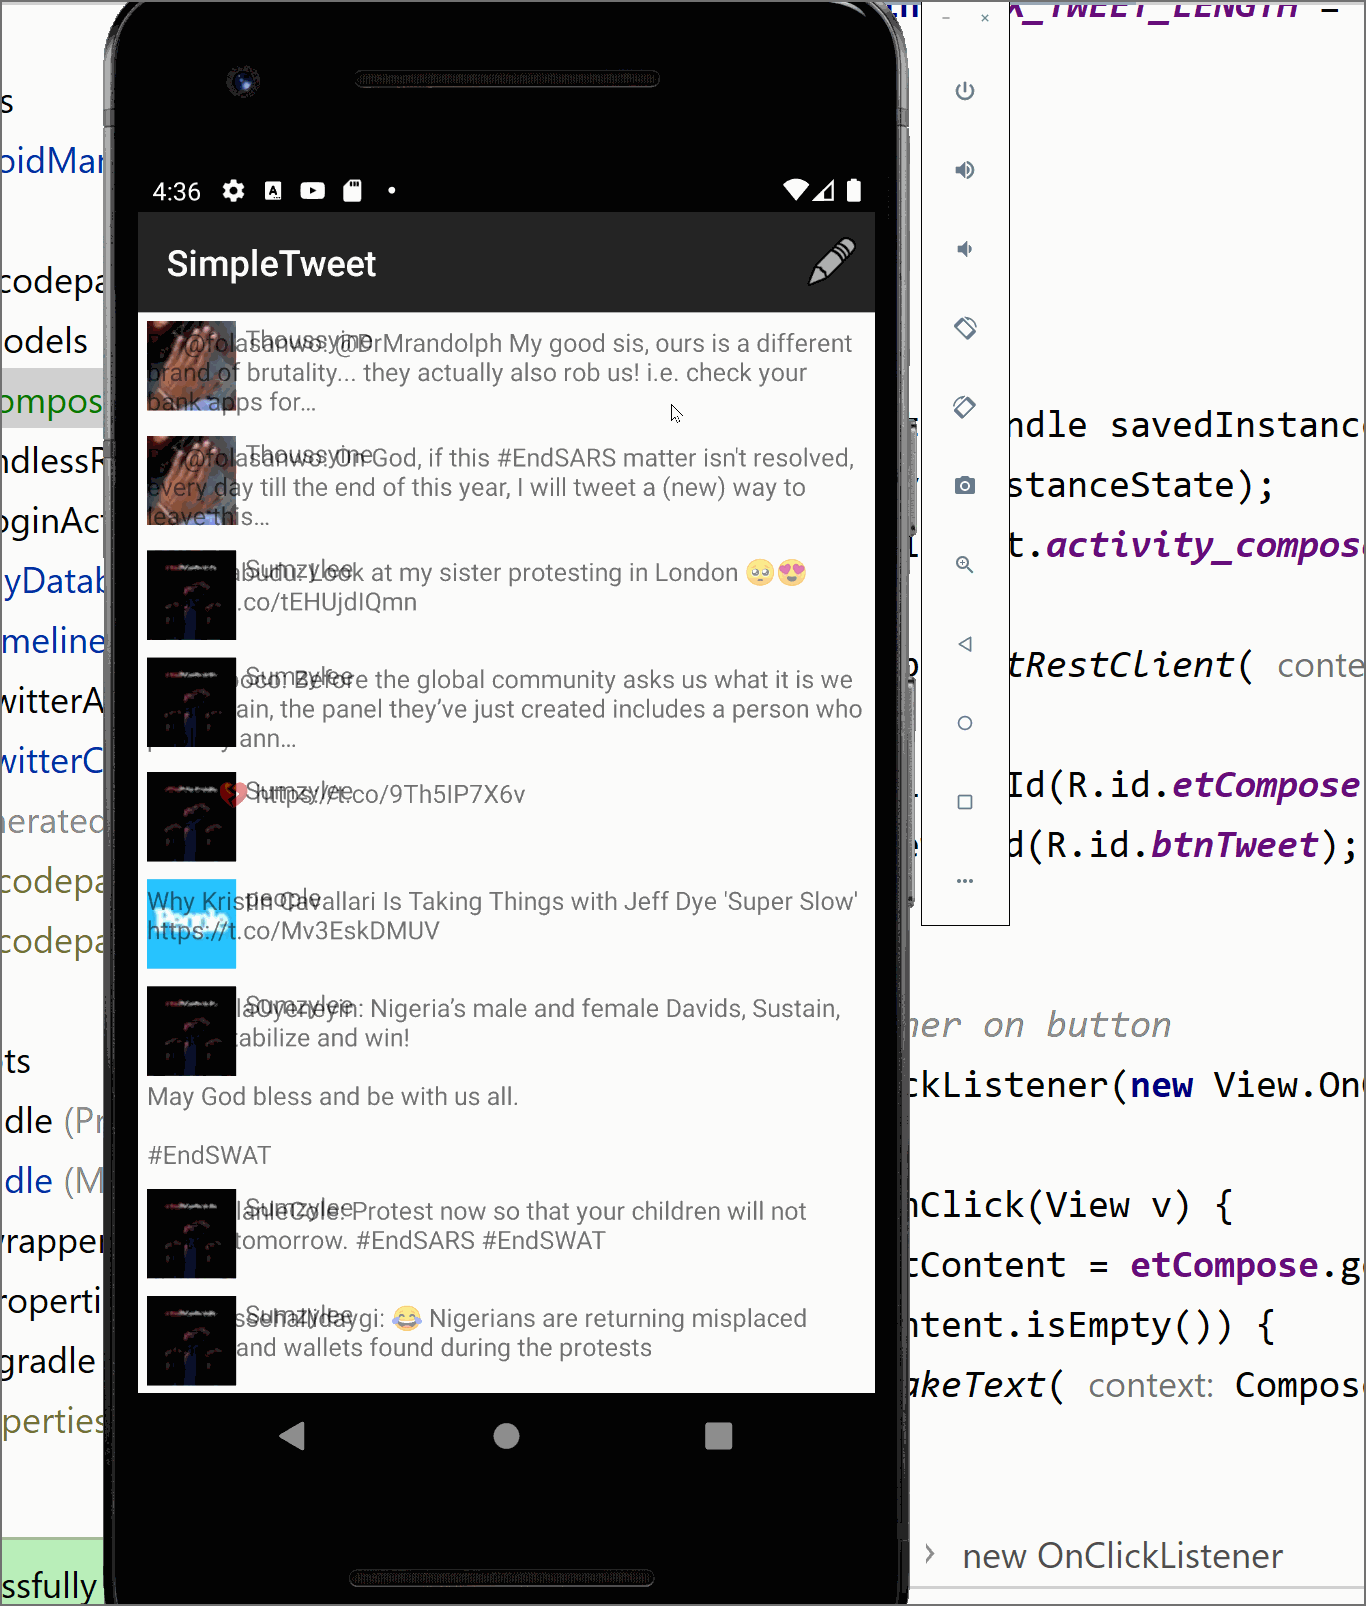 X_TWEET_LENGTH =
4:36
SimpleTweet
Thoussyine
@folasanwo: @DrMrandolph My good sis, ours is a different
brand of brutality... they actually also rob us! i.e. check your
bank apps for…
Thoussyine
@folasanwo: On God, if this #EndSARS matter isn't resolved,
every day till the end of this year, I will tweet a (new) way to
leave this…
Sumzylee
abudu: Look at my sister protesting in London 🥺😍
.co/tEHUjdIQmn
Sumzylee
oco: Before the global community asks us what it is we
ain, the panel they’ve just created includes a person who
ann…
Sumzylee
💔 https://t.co/9Th5IP7X6v
people
People
Why Kristin Cavallari Is Taking Things with Jeff Dye 'Super Slow'
https://t.co/Mv3EskDMUV
Sumzylee
laOyeneyin: Nigeria’s male and female Davids, Sustain,
tabilize and win!
May God bless and be with us all.
#EndSWAT
Sumzylee
lanieCole: Protest now so that your children will not
tomorrow. #EndSARS #EndSWAT
Sumzylee
😂 Nigerians are returning misplaced
and wallets found during the protests
s
oidMan
codepa
odels
ompos
ndlessR
oginAct
yDatab
meline
witterA
witterC
nerated
codepa
codepa
ts
dle (Pr
dle (M
wrapper
roperti
gradle
perties
ssfully
ndle savedInstanc
stanceState);
t.activity_compos
tRestClient( conte
Id(R.id.etCompose
d(R.id.btnTweet);
ner on button
ckListener(new View.OnC
nClick(View v) {
tContent = etCompose.g
ntent.isEmpty()) {
akeText( context: Compos
new OnClickListener